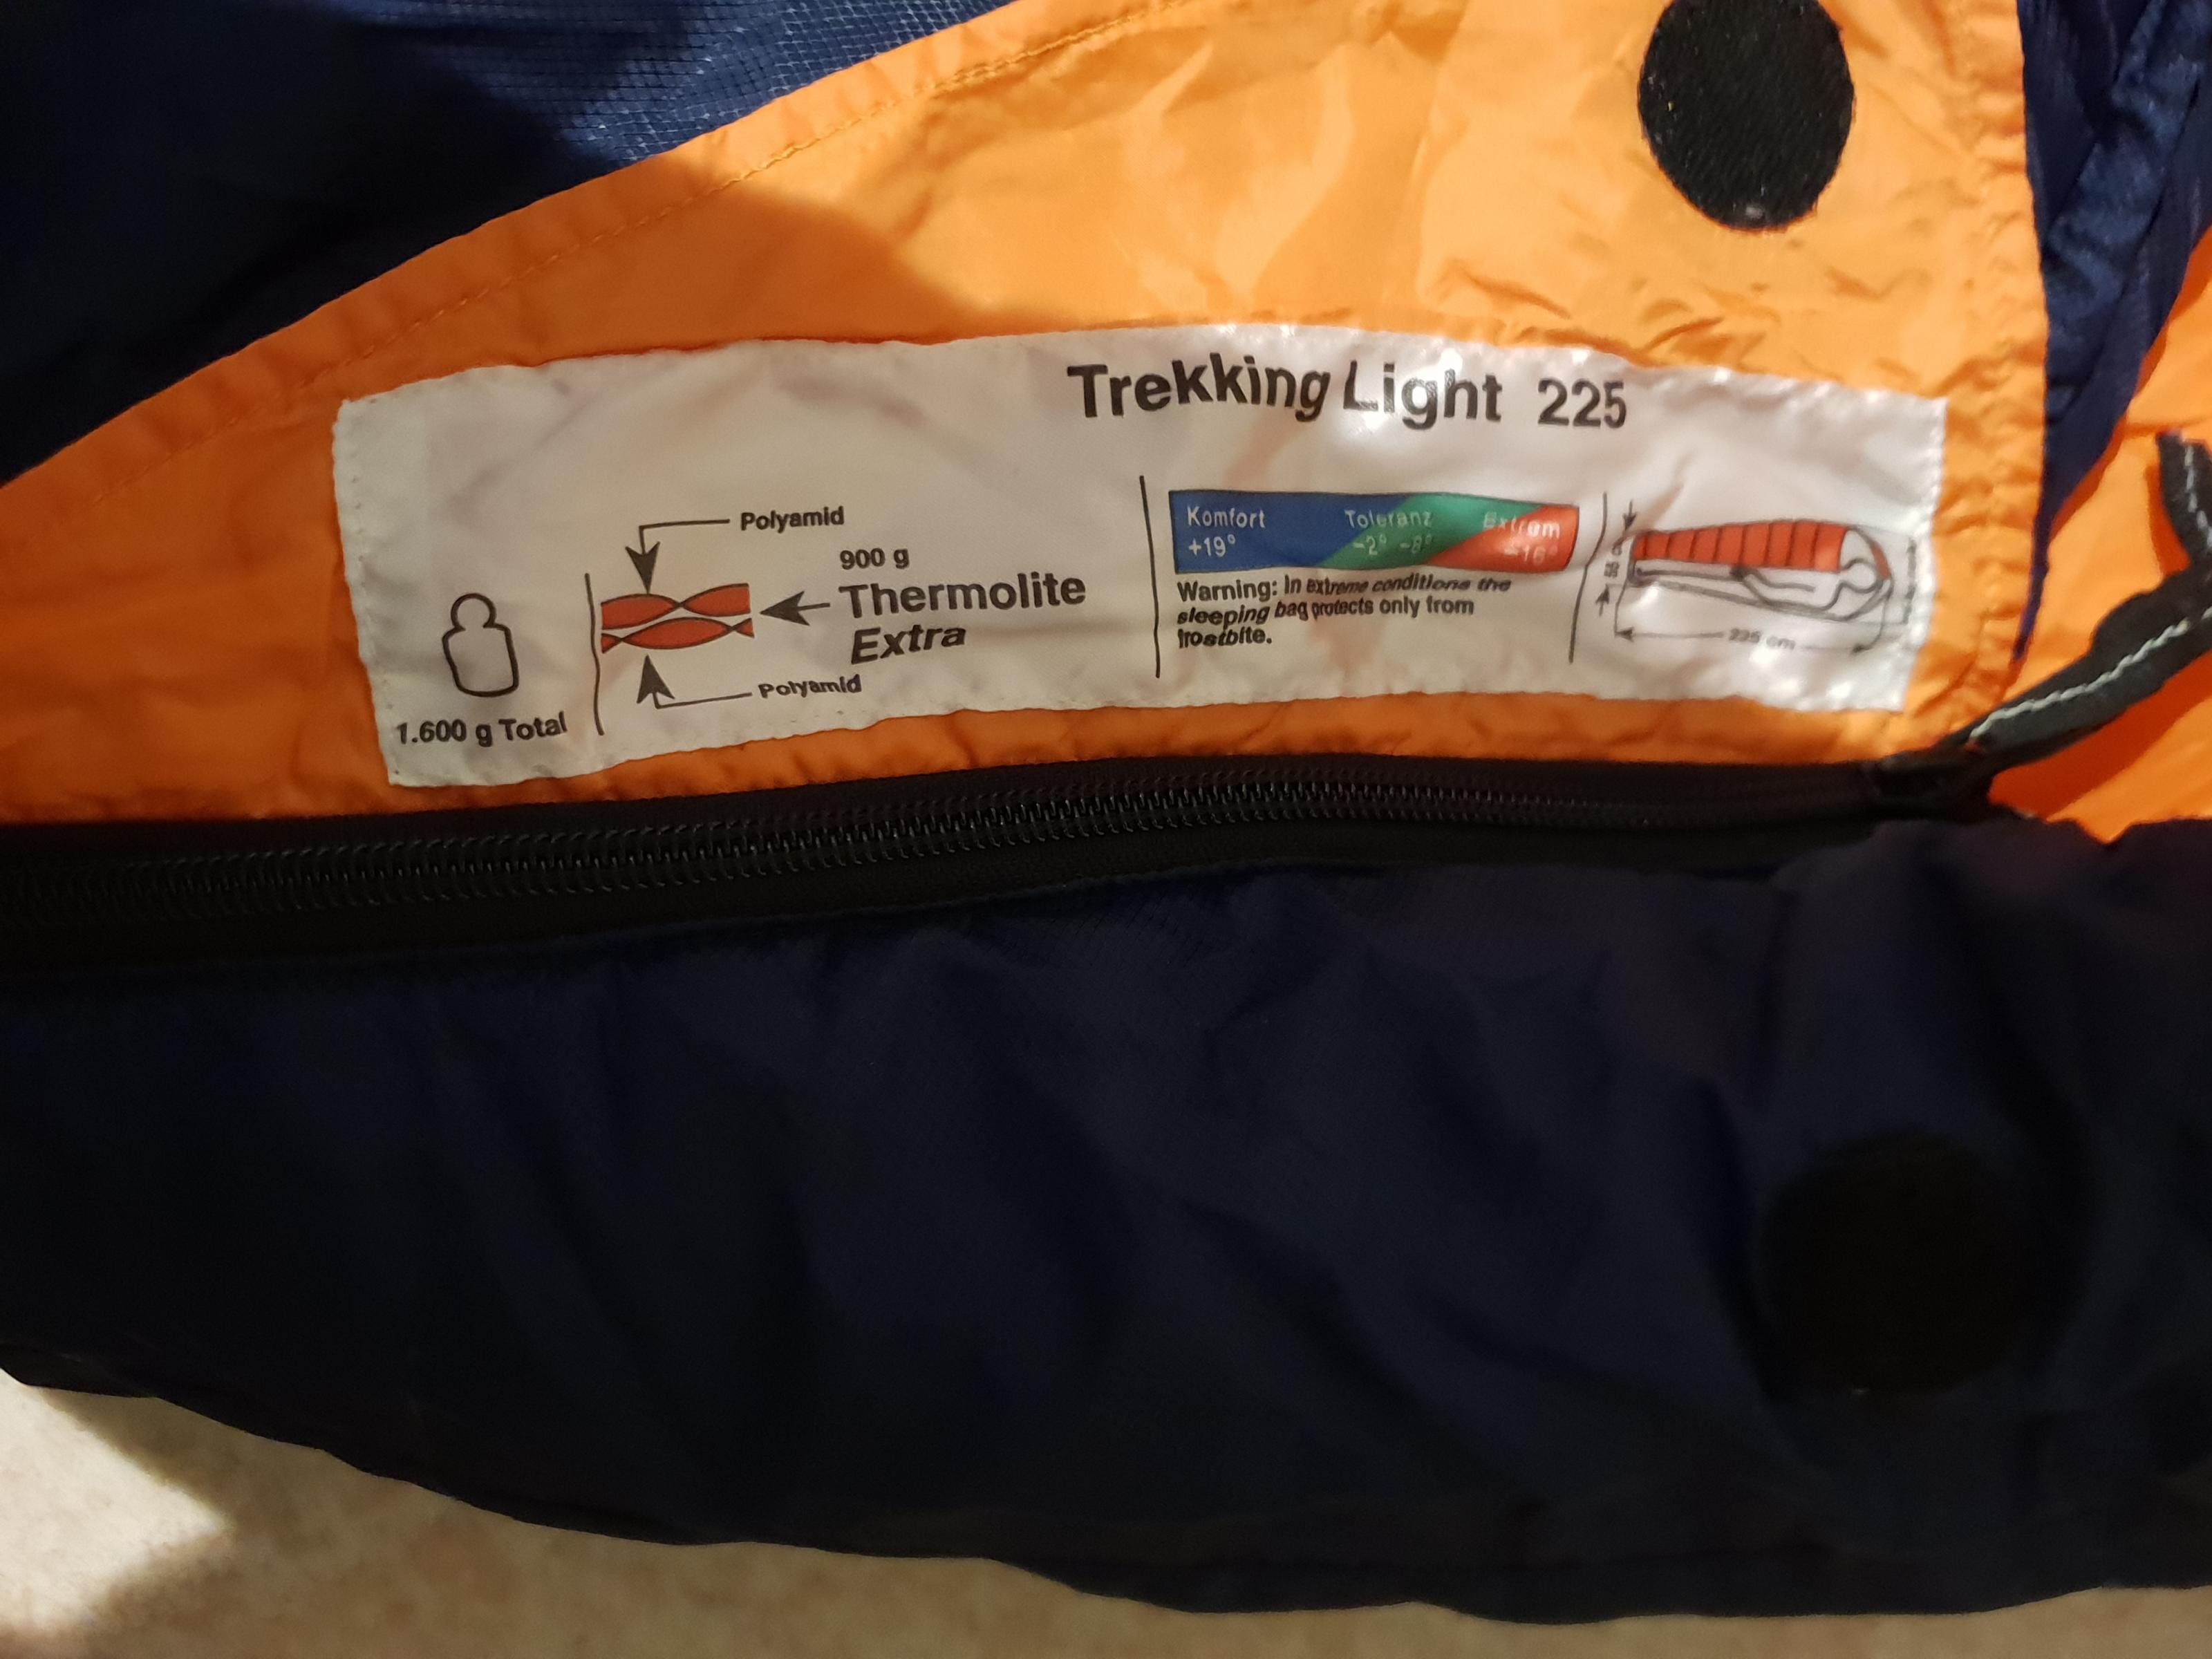 Trekking Light 225
Polyamid
900 g
Thermolite
Extra
Polyamid
1.600 g Total
Komfort Toleranz Extrem
+19° -2° -8°
Warning: In extreme conditions the
sleeping bag protects only from
frostbite.
225 cm